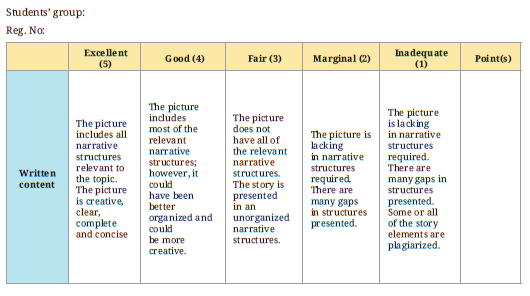 Students' group:
Reg. No:
Excellent
(5)
Good (4)
Fair (3)
Marginal (2)
Inadequate
(1)
Point(s)
Written
content
The picture
includes all
narrative
structures
relevant to
the topic.
The picture
is creative,
clear,
complete
and concise
The picture
includes
most of the
relevant
narrative
structures;
however, it
could
have been
better
organized and
could
be more
creative.
The picture
does not
have all of
the relevant
narrative
structures.
The story is
presented
in an
unorganized
narrative
structures.
The picture is
lacking
in narrative
structures
required.
There are
many gaps
in structures
presented.
The picture
is lacking
in narrative
structures
required.
There are
many gaps in
structures
presented.
Some or all
of the story
elements are
plagiarized.